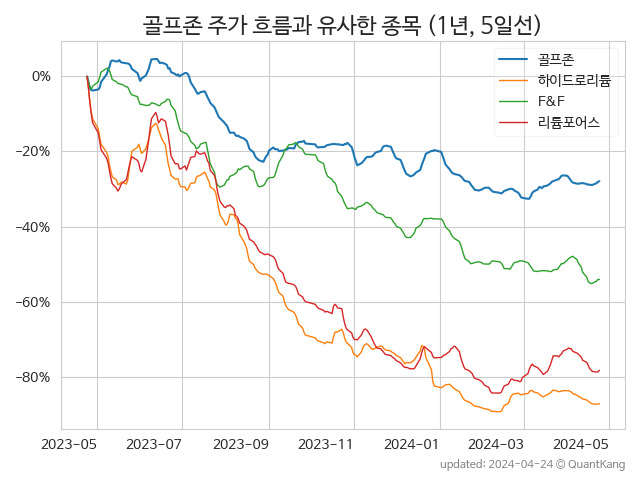 골프존 주가 흐름과 유사한 종목 (1년, 5일선)
골프존
하이드로리튬
F&F
리튬포어스
0%
−20%
−40%
−60%
−80%
2023-05 2023-07 2023-09 2023-11 2024-01 2024-03 2024-05
updated: 2024-04-24 © QuantKang